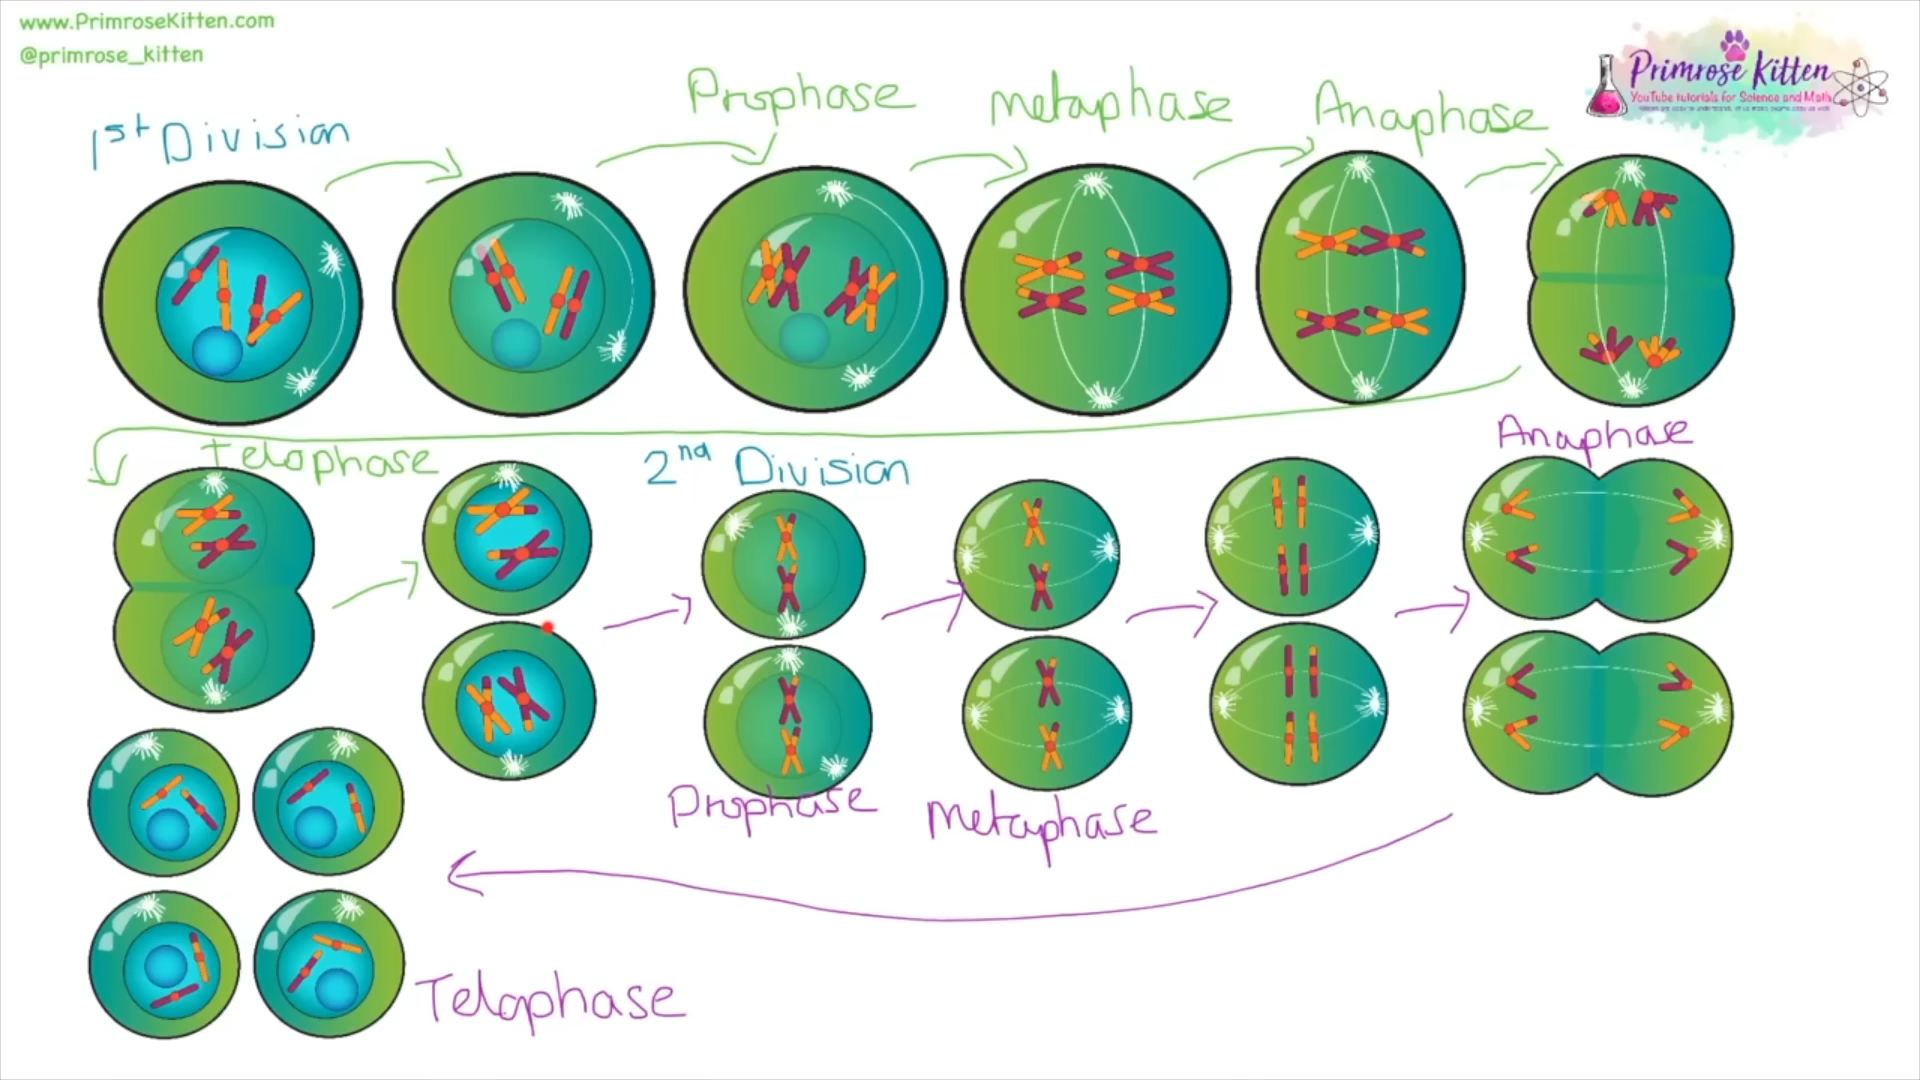 www.PrimroseKitten.com
@primrose_kitten
Primrose Kitten
YouTube tutorials for Science and Math
1st Division
Prophase
metaphase
Anaphase
Telophase
2nd Division
Anaphase
Prophase
Metaphase
Telophase